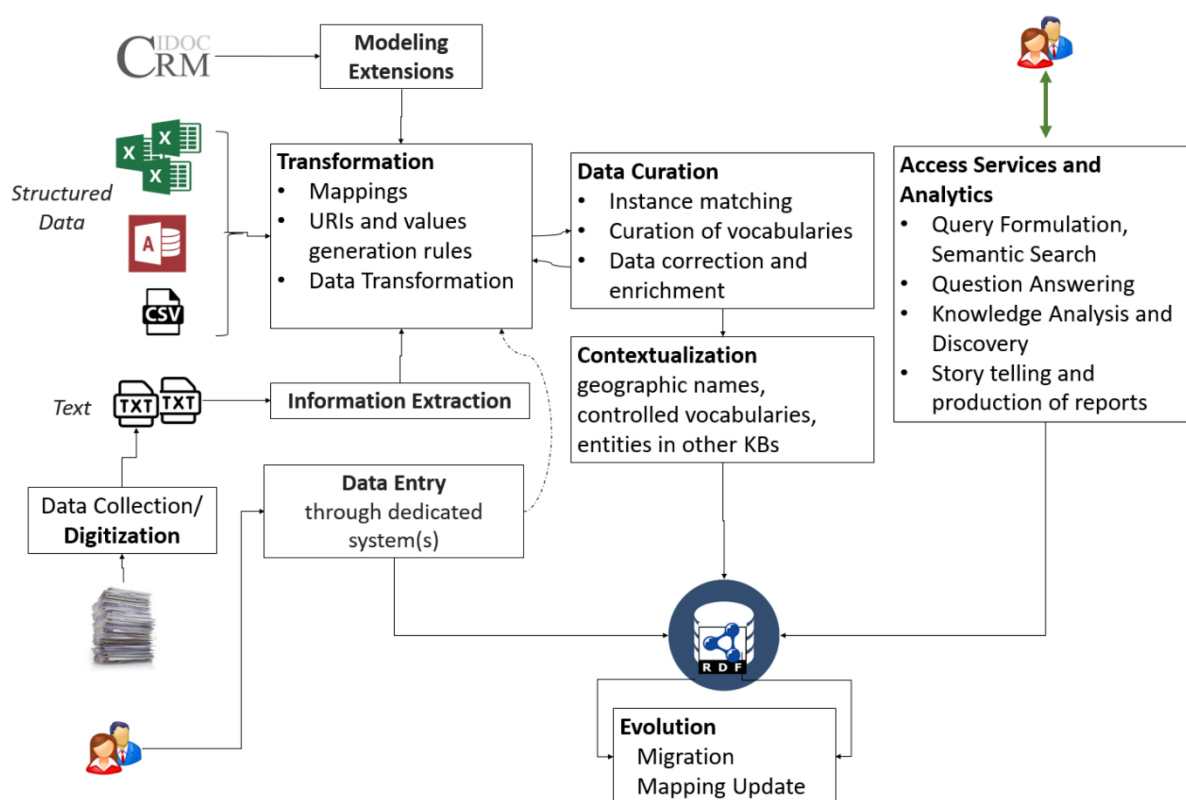 CIDOC
CRM
Modeling
Extensions
Structured
Data
X
X
X
A
CSV
Transformation
• Mappings
• URIs and values
generation rules
• Data Transformation
Data Curation
• Instance matching
• Curation of vocabularies
• Data correction and
enrichment
Access Services and
Analytics
• Query Formulation,
Semantic Search
• Question Answering
• Knowledge Analysis and
Discovery
• Story telling and
production of reports
Text
TXT
TXT
Information Extraction
Contextualization
geographic names,
controlled vocabularies,
entities in other KBs
Data Entry
through dedicated
system(s)
Data Collection/
Digitization
RDF
Evolution
Migration
Mapping Update